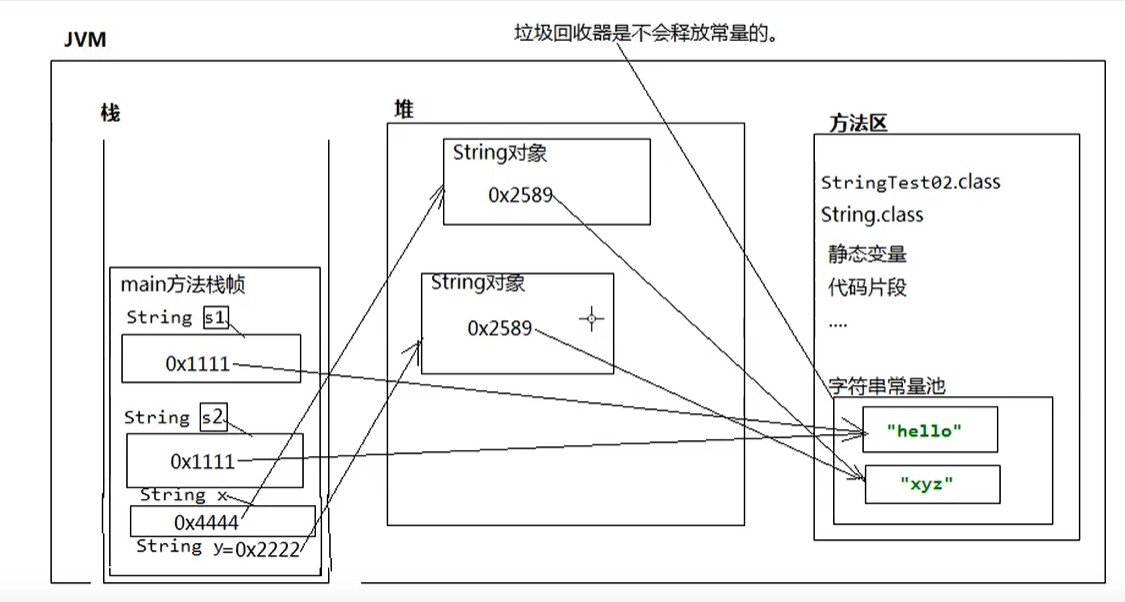 垃圾回收器是不会释放常量的。
JVM
栈
堆
方法区
String对象
0x2589
String对象
0x2589
StringTest02.class
String.class
静态变量
代码片段
....
main方法栈帧
String s1
0x1111
String s2
0x1111
String x
0x4444
String y=0x2222
字符串常量池
"hello"
"xyz"